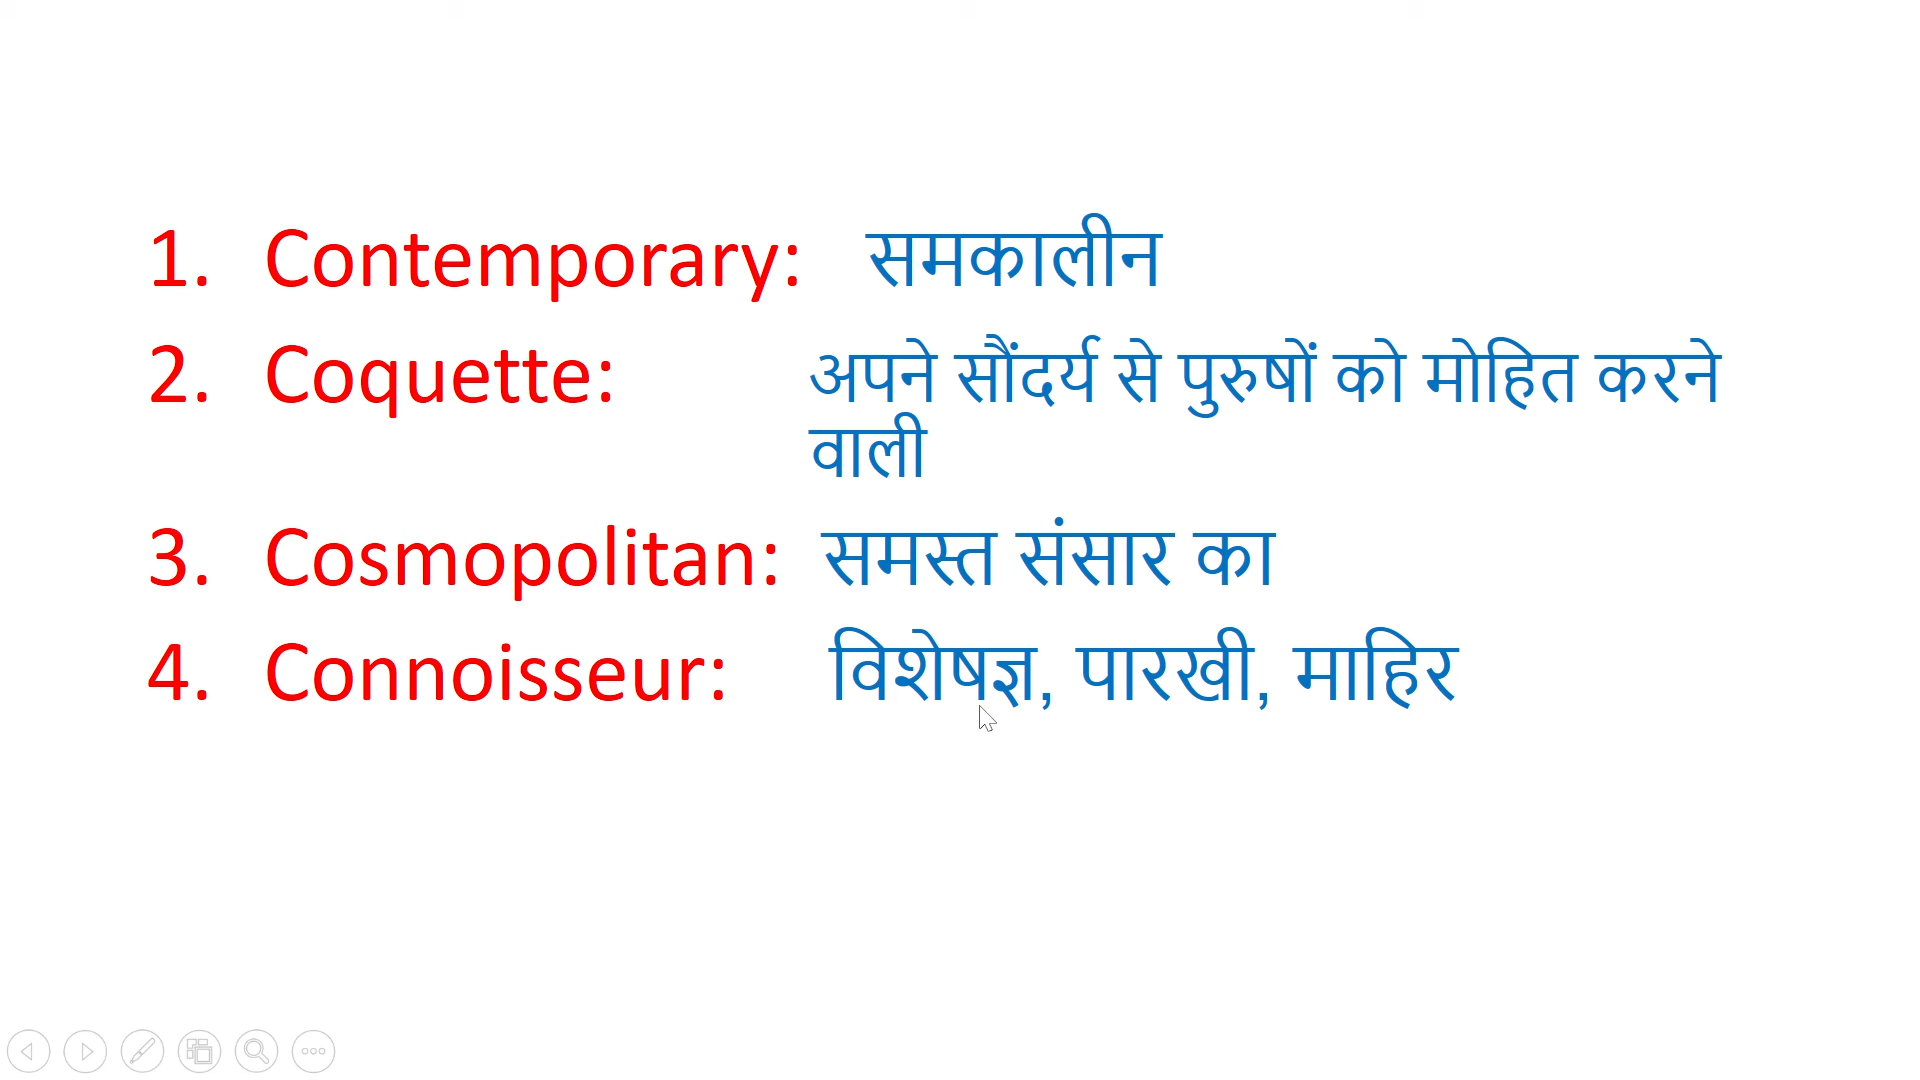 1. Contemporary: समकालीन
2. Coquette: अपने सौंदर्य से पुरुषों को मोहित करने
वाली
3. Cosmopolitan: समस्त संसार का
4. Connoisseur: विशेषज्ञ, पारखी, माहिर